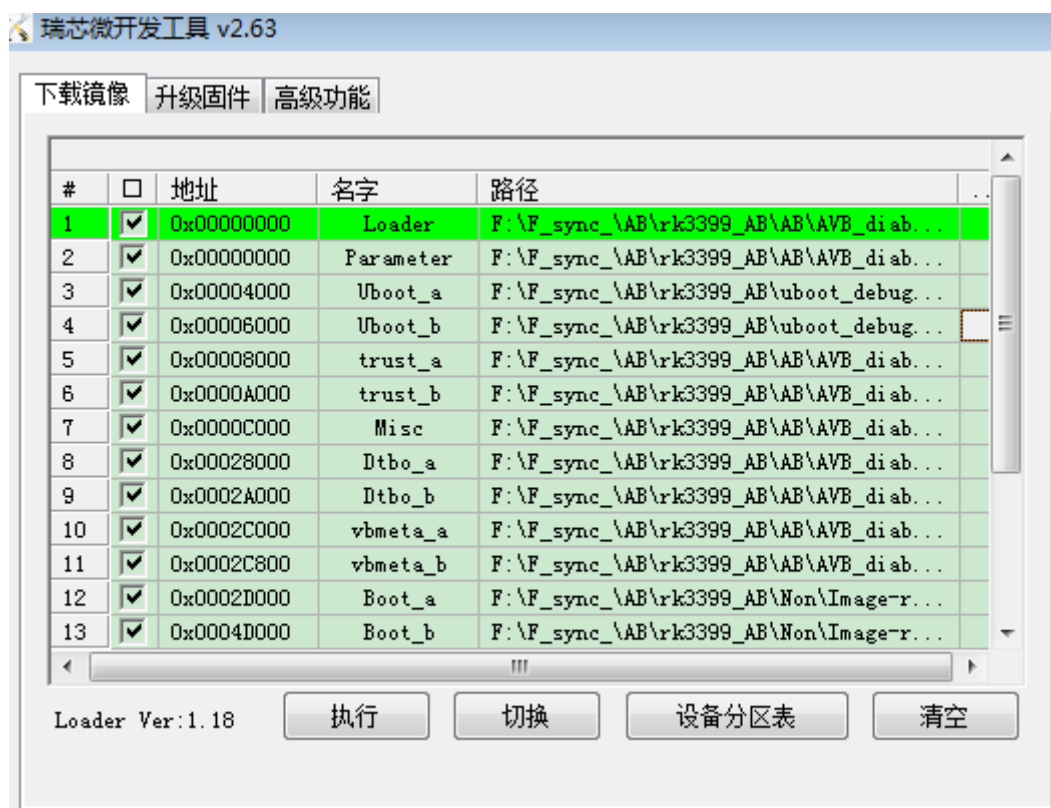 瑞芯微开发工具 v2.63
下载镜像 升级固件 高级功能
# 地址 名字 路径 ..
1 0x00000000 Loader F:\F_sync_\AB\rk3399_AB\AB\AVB_diab...
2 0x00000000 Parameter F:\F_sync_\AB\rk3399_AB\AB\AVB_diab...
3 0x00004000 Uboot_a F:\F_sync_\AB\rk3399_AB\uboot_debug...
4 0x00006000 Uboot_b F:\F_sync_\AB\rk3399_AB\uboot_debug...
5 0x00008000 trust_a F:\F_sync_\AB\rk3399_AB\AB\AVB_diab...
6 0x0000A000 trust_b F:\F_sync_\AB\rk3399_AB\AB\AVB_diab...
7 0x0000C000 Misc F:\F_sync_\AB\rk3399_AB\AB\AVB_diab...
8 0x00028000 Dtbo_a F:\F_sync_\AB\rk3399_AB\AB\AVB_diab...
9 0x0002A000 Dtbo_b F:\F_sync_\AB\rk3399_AB\AB\AVB_diab...
10 0x0002C000 vbmeta_a F:\F_sync_\AB\rk3399_AB\AB\AVB_diab...
11 0x0002C800 vbmeta_b F:\F_sync_\AB\rk3399_AB\AB\AVB_diab...
12 0x0002D000 Boot_a F:\F_sync_\AB\rk3399_AB\Non\Image-r...
13 0x0004D000 Boot_b F:\F_sync_\AB\rk3399_AB\Non\Image-r...
Loader Ver:1.18 执行 切换 设备分区表 清空